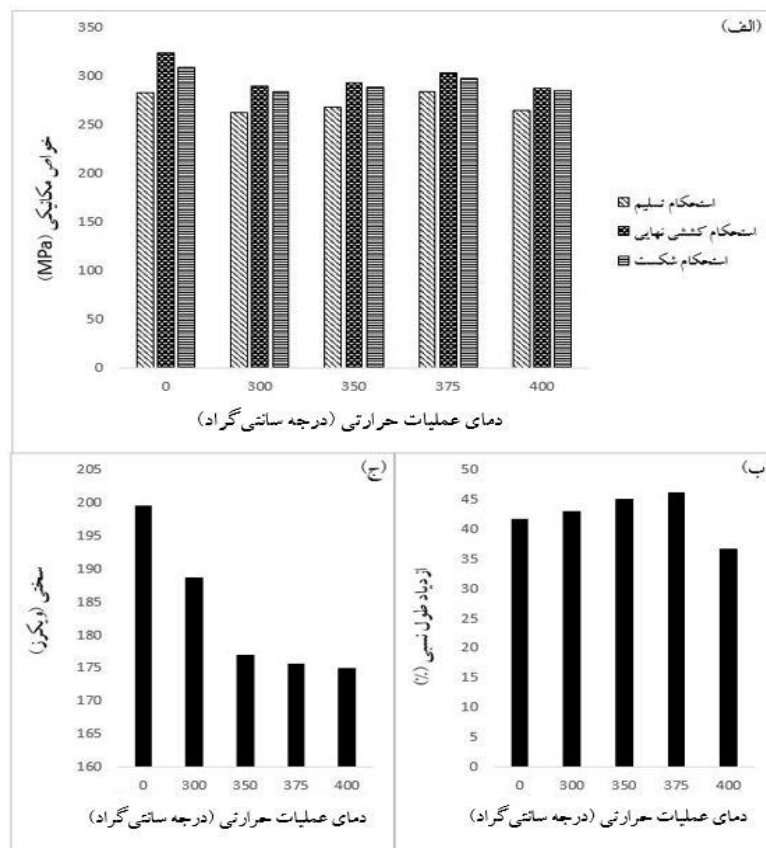 (الف)
350
300
250
200
150
100
50
0
خواص مکانیکی (MPa)
0 300 350 375 400
دمای عملیات حرارتی (درجه سانتی‌گراد)
استحکام تسلیم
استحکام کششی نهایی
استحکام شکست
(ب)
50
45
40
35
30
25
20
15
10
5
0
ازدیاد طول نسبی (%)
0 300 350 375 400
دمای عملیات حرارتی (درجه سانتی‌گراد)
(ج)
205
200
195
190
185
180
175
170
165
160
سختی (ویکرز)
0 300 350 375 400
دمای عملیات حرارتی (درجه سانتی‌گراد)